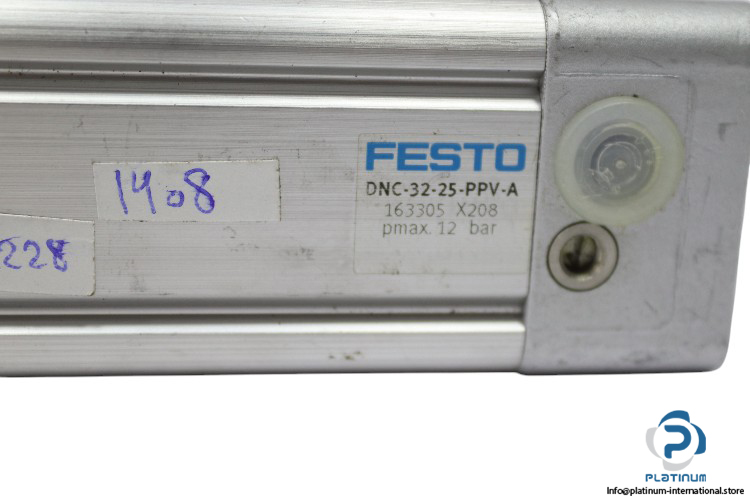 FESTO
DNC-32-25-PPV-A
163305 X208
pmax. 12 bar
1408
228
PLATINUM
Info@platinum-international.store